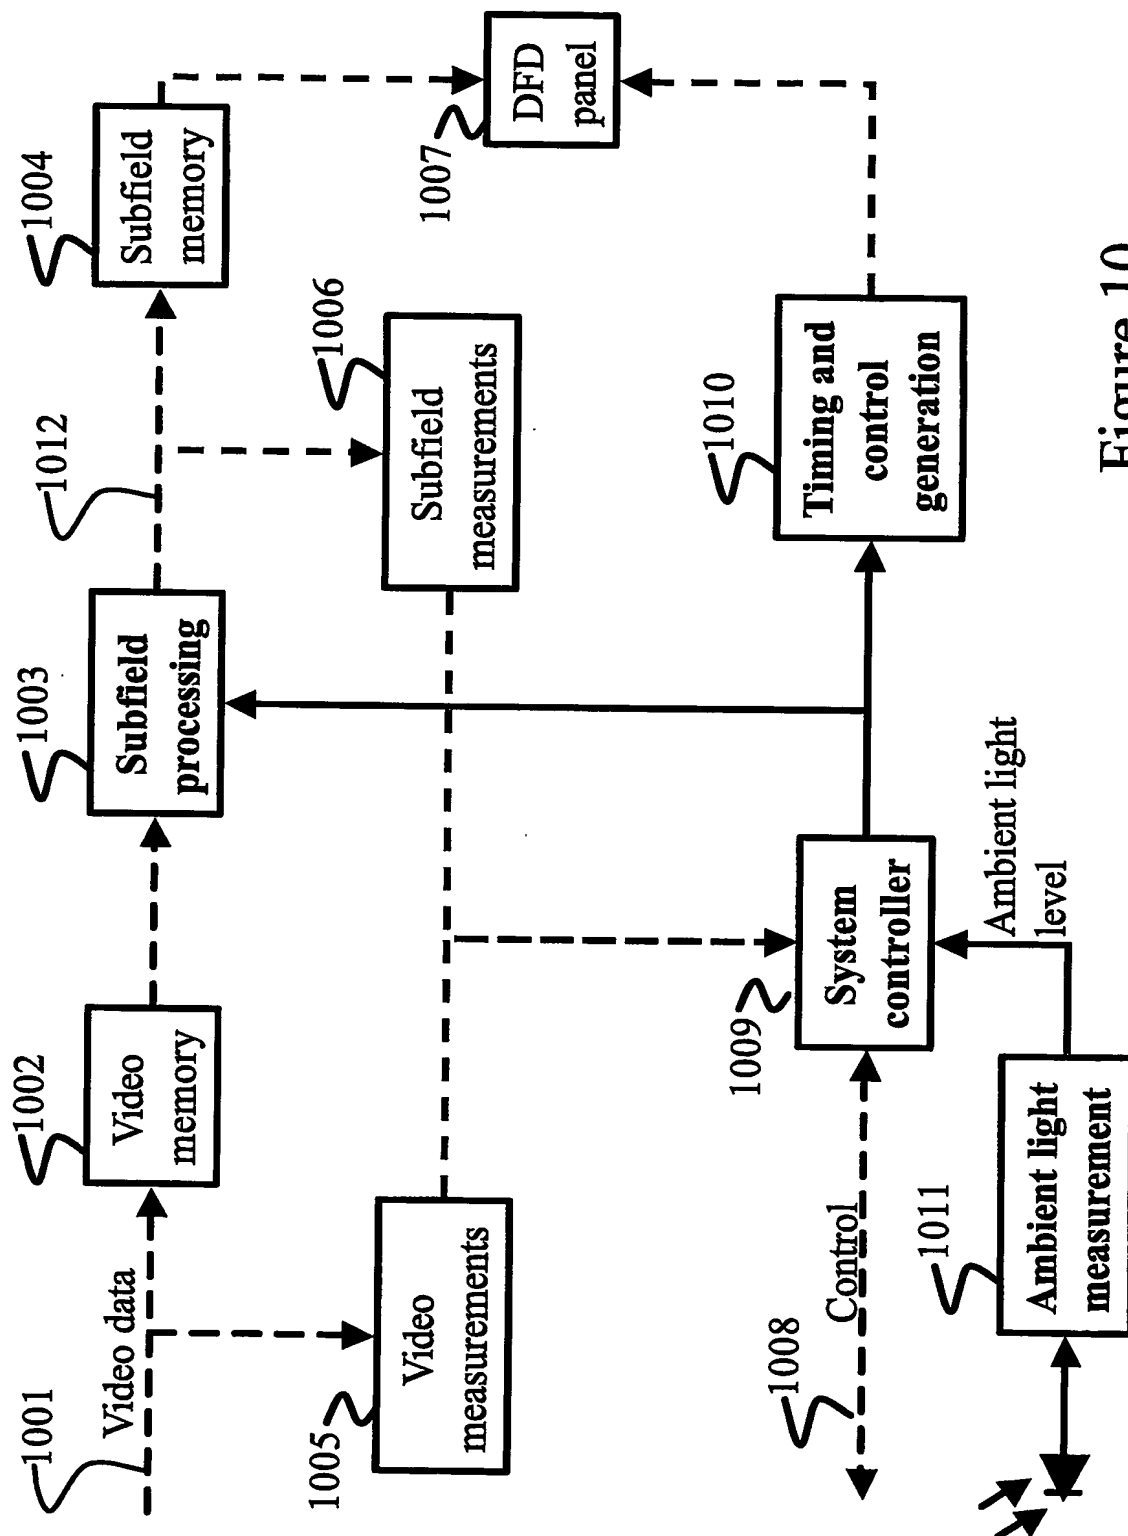 1001
Video data
1002
Video
memory
1003
Subfield
processing
1012
1004
Subfield
memory
1005
Video
measurements
1006
Subfield
measurements
1007
DFD
panel
1008
Control
1009
System
controller
1010
Timing and
control
generation
1011
Ambient light
measurement
Ambient light
level
Figure 10